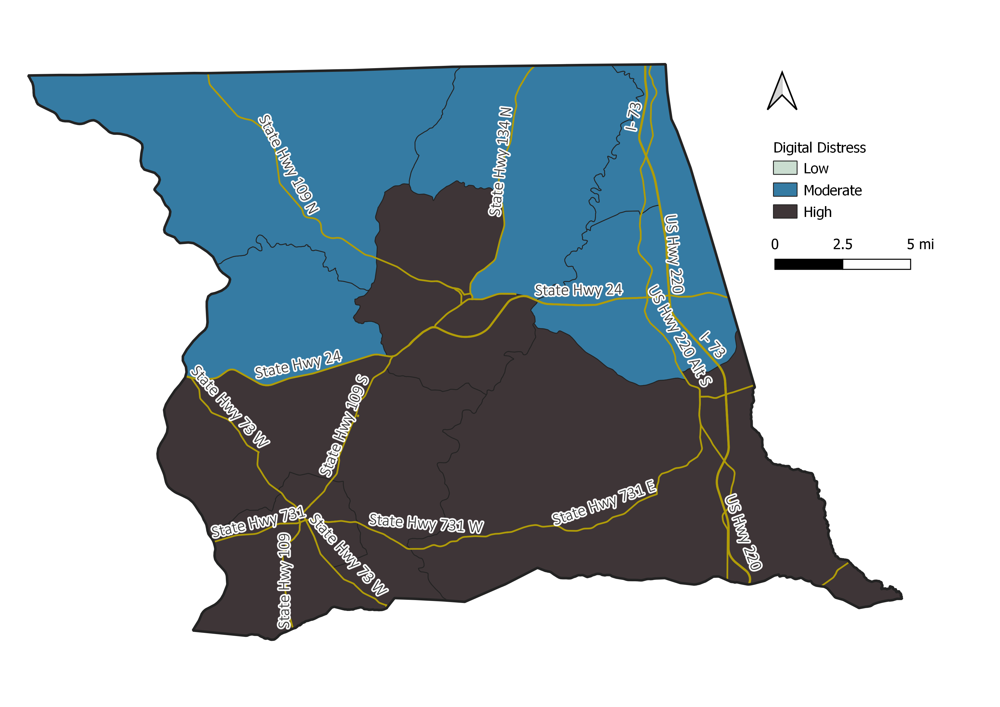 State Hwy 109 N
State Hwy 134 N
I- 73
Digital Distress
Low
Moderate
High
0 2.5 5 mi
US Hwy 220
State Hwy 24
US Hwy 220 Alt S
I- 73
State Hwy 24
State Hwy 73 W
State Hwy 109 S
State Hwy 731
State Hwy 731 W
State Hwy 731 E
State Hwy 109
State Hwy 73 W
US Hwy 220